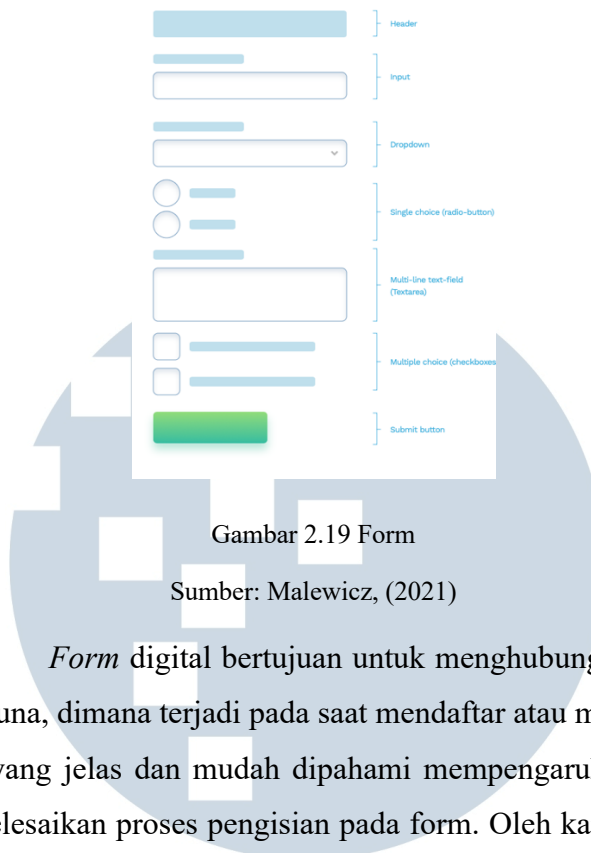 Header
Input
Dropdown
Single choice (radio-button)
Multi-line text-field
(Textarea)
Multiple choice (checkboxes
Submit button
Gambar 2.19 Form
Sumber: Malewicz, (2021)
Form digital bertujuan untuk menghubung
una, dimana terjadi pada saat mendaftar atau m
yang jelas dan mudah dipahami mempengaruh
elesaikan proses pengisian pada form. Oleh ka